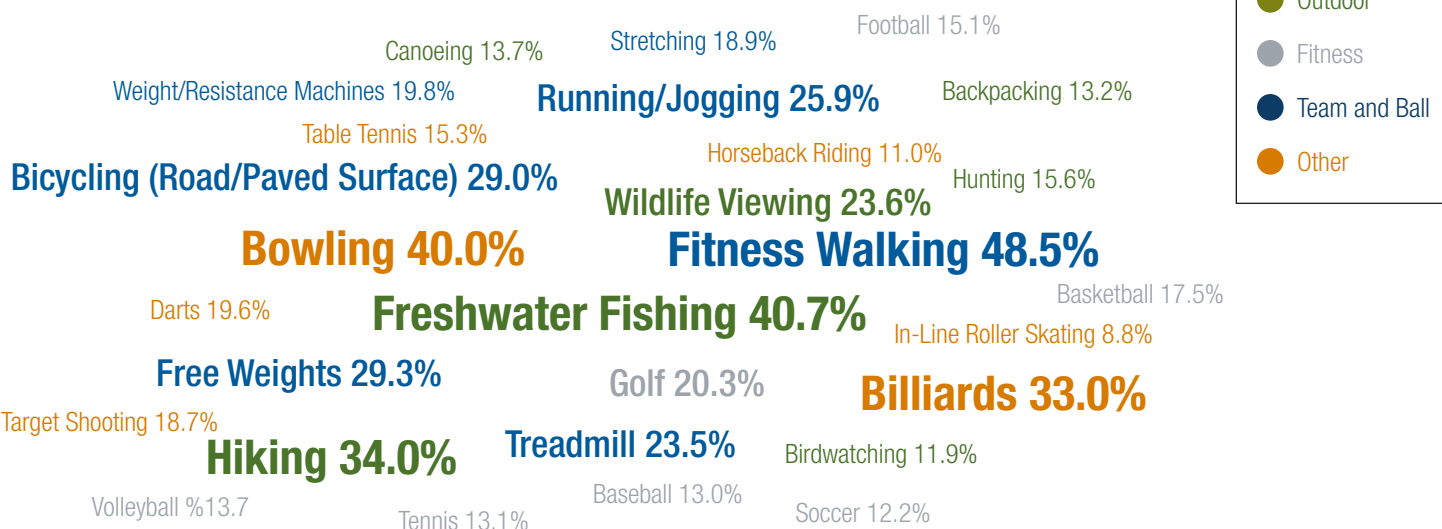 Outdoor
Football 15.1%
Canoeing 13.7%
Stretching 18.9%
Fitness
Weight/Resistance Machines 19.8%
Running/Jogging 25.9%
Backpacking 13.2%
Team and Ball
Table Tennis 15.3%
Horseback Riding 11.0%
Other
Bicycling (Road/Paved Surface) 29.0%
Hunting 15.6%
Wildlife Viewing 23.6%
Bowling 40.0%
Fitness Walking 48.5%
Basketball 17.5%
Darts 19.6%
Freshwater Fishing 40.7%
In-Line Roller Skating 8.8%
Free Weights 29.3%
Golf 20.3%
Billiards 33.0%
Target Shooting 18.7%
Hiking 34.0%
Treadmill 23.5%
Birdwatching 11.9%
Baseball 13.0%
Volleyball %13.7
Tennis 13.1%
Soccer 12.2%